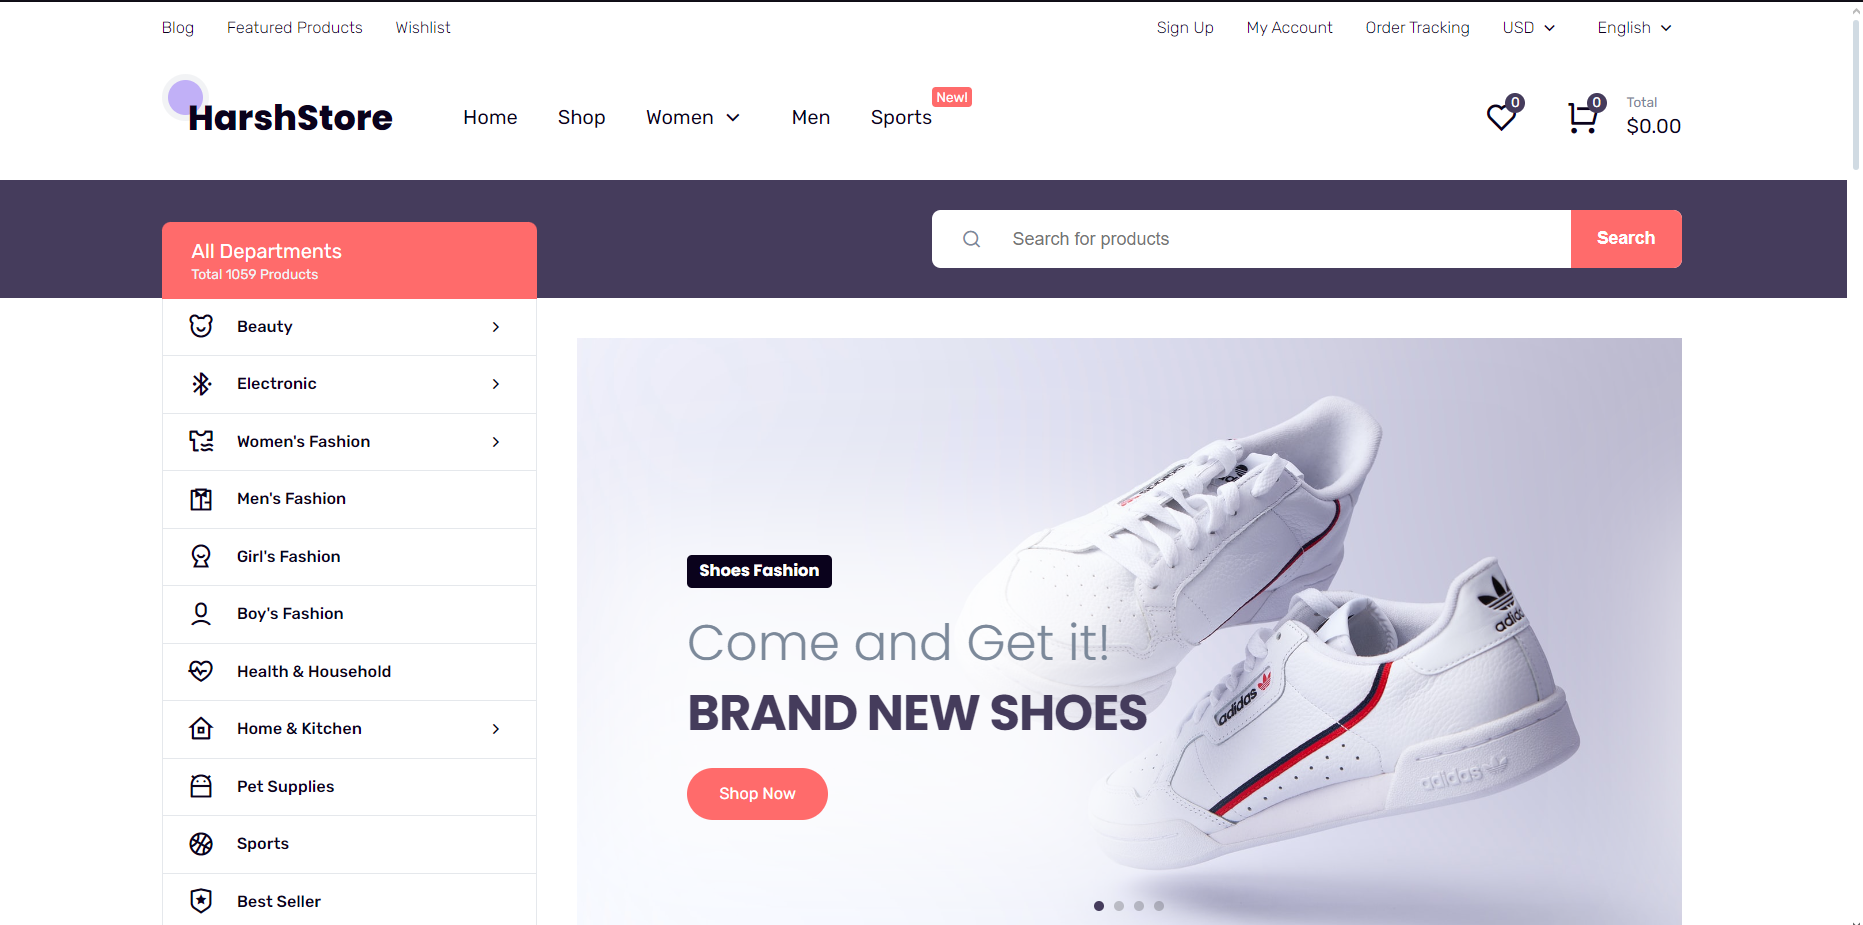 Blog Featured Products Wishlist Sign Up My Account Order Tracking USD English
HarshStore Home Shop Women Men Sports New! 0 0 Total
$0.00
Search for products Search
All Departments
Total 1059 Products
Beauty
Electronic
Women's Fashion
Men's Fashion
Girl's Fashion
Boy's Fashion
Health & Household
Home & Kitchen
Pet Supplies
Sports
Best Seller
Shoes Fashion
Come and Get it!
BRAND NEW SHOES
Shop Now
adidas
adidas
adidas